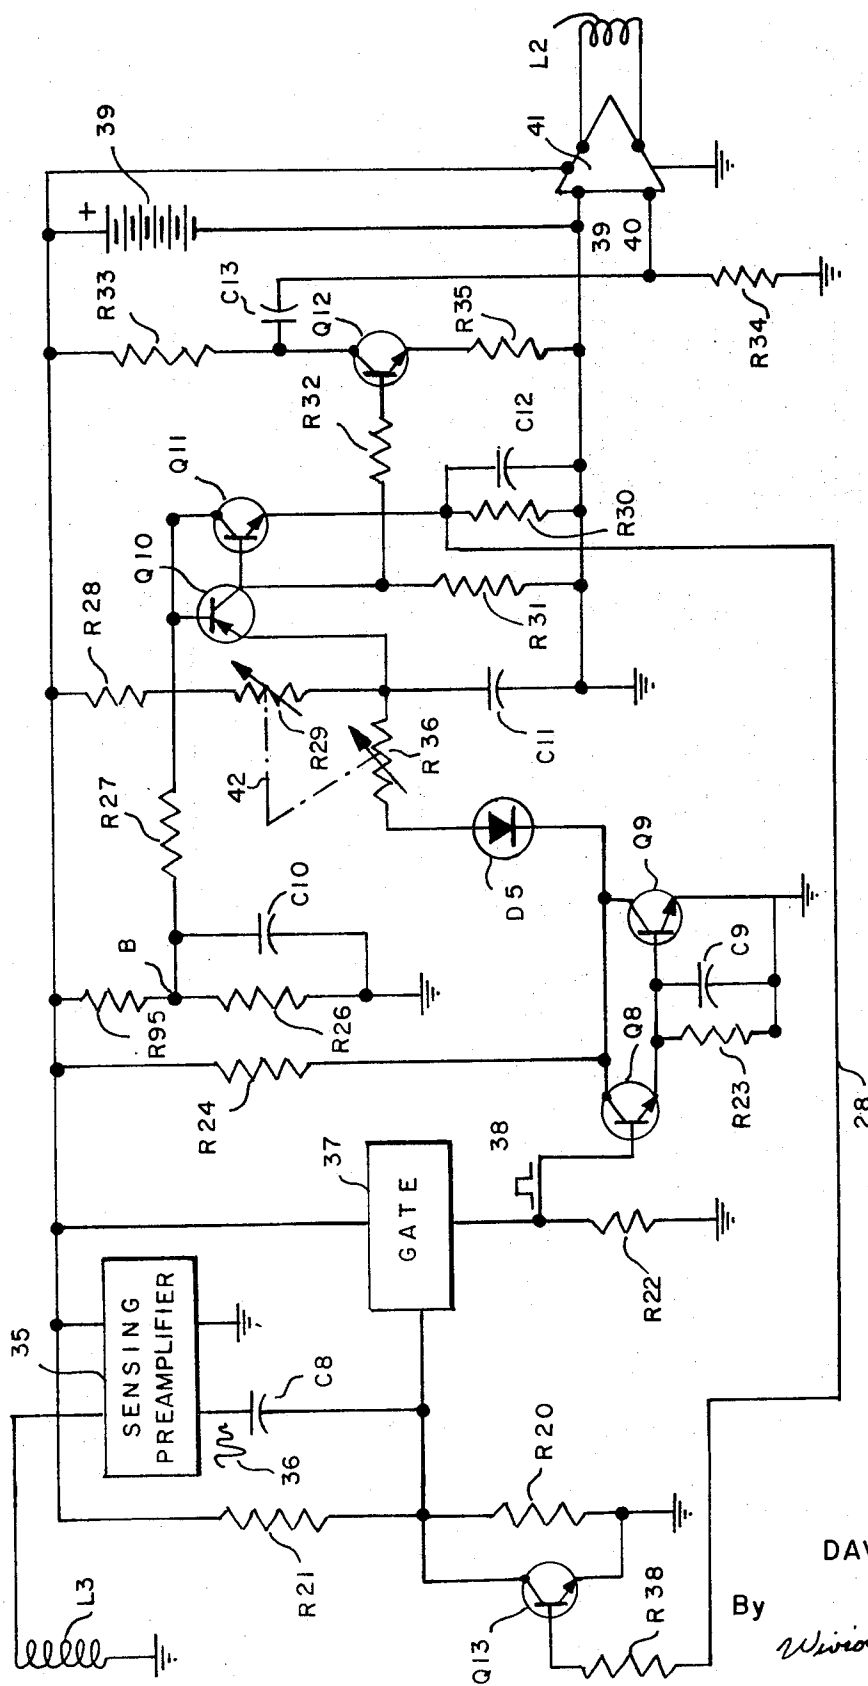 L3
35
SENSING
PREAMPLIFIER
36
C8
R21
R20
Q13
R38
37
GATE
38
R22
R24
Q8
R23
C9
Q9
R95
B
R26
C10
R27
D5
R28
R29
42
R36
C11
Q10
Q11
R31
R30
C12
R32
Q12
C13
R33
R35
39
39
40
41
L2
R34
28
DAV
By